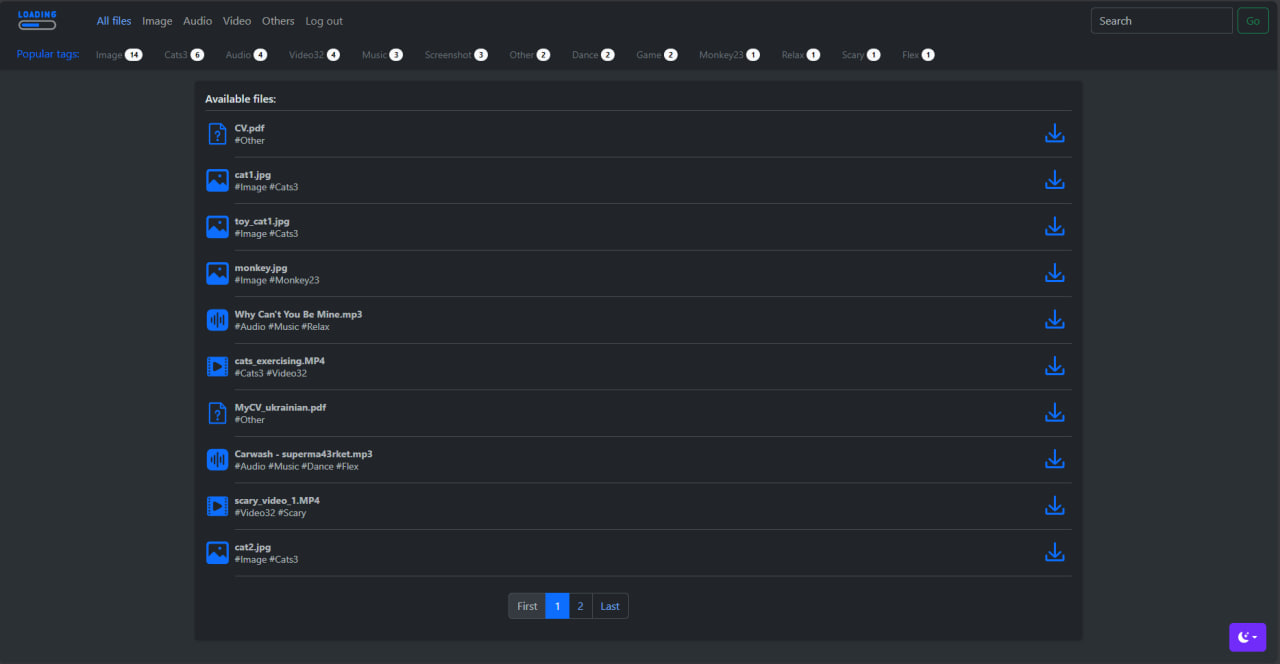 LOADING
All files Image Audio Video Others Log out Search Go
Popular tags: Image 14 Cats3 6 Audio 4 Video32 4 Music 3 Screenshot 3 Other 2 Dance 2 Game 2 Monkey23 1 Relax 1 Scary 1 Flex 1
Available files:
CV.pdf
#Other
cat1.jpg
#Image #Cats3
toy_cat1.jpg
#Image #Cats3
monkey.jpg
#Image #Monkey23
Why Can't You Be Mine.mp3
#Audio #Music #Relax
cats_exercising.MP4
#Cats3 #Video32
MyCV_ukrainian.pdf
#Other
Carwash - superma43rket.mp3
#Audio #Music #Dance #Flex
scary_video_1.MP4
#Video32 #Scary
cat2.jpg
#Image #Cats3
First 1 2 Last